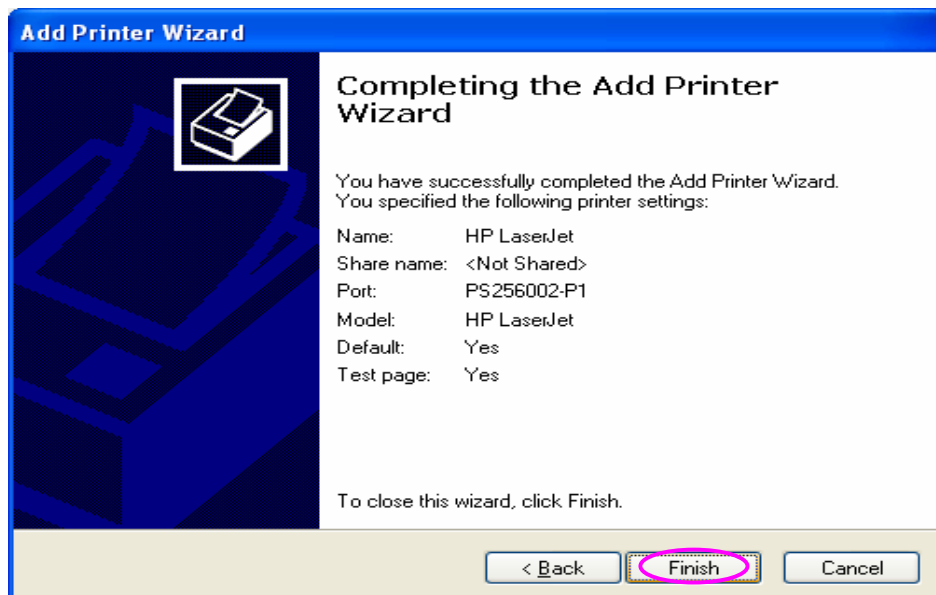 Add Printer Wizard
Completing the Add Printer
Wizard
You have successfully completed the Add Printer Wizard.
You specified the following printer settings:
Name: HP LaserJet
Share name: <Not Shared>
Port: PS256002-P1
Model: HP LaserJet
Default: Yes
Test page: Yes
To close this wizard, click Finish.
< Back Finish Cancel